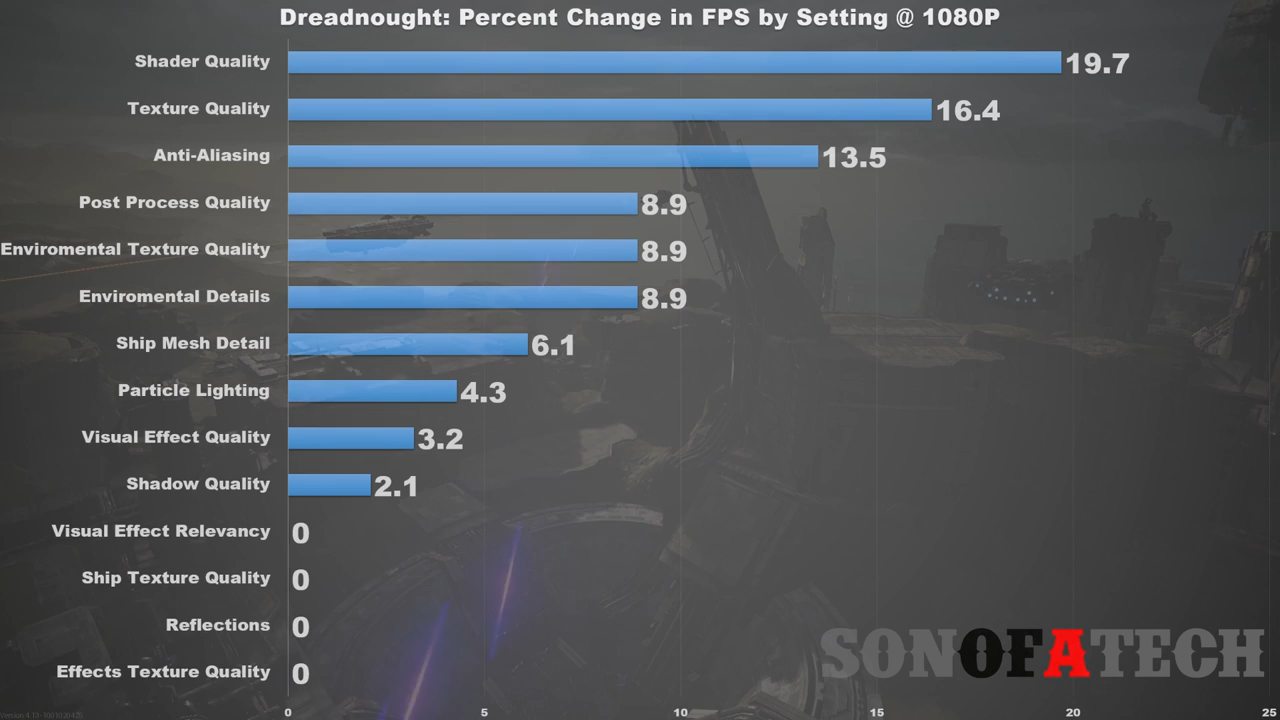 Dreadnought: Percent Change in FPS by Setting @ 1080P
Shader Quality 19.7
Texture Quality 16.4
Anti-Aliasing 13.5
Post Process Quality 8.9
Enviromental Texture Quality 8.9
Enviromental Details 8.9
Ship Mesh Detail 6.1
Particle Lighting 4.3
Visual Effect Quality 3.2
Shadow Quality 2.1
Visual Effect Relevancy 0
Ship Texture Quality 0
Reflections 0
Effects Texture Quality 0
SONOFATECH
0 5 10 15 20 25